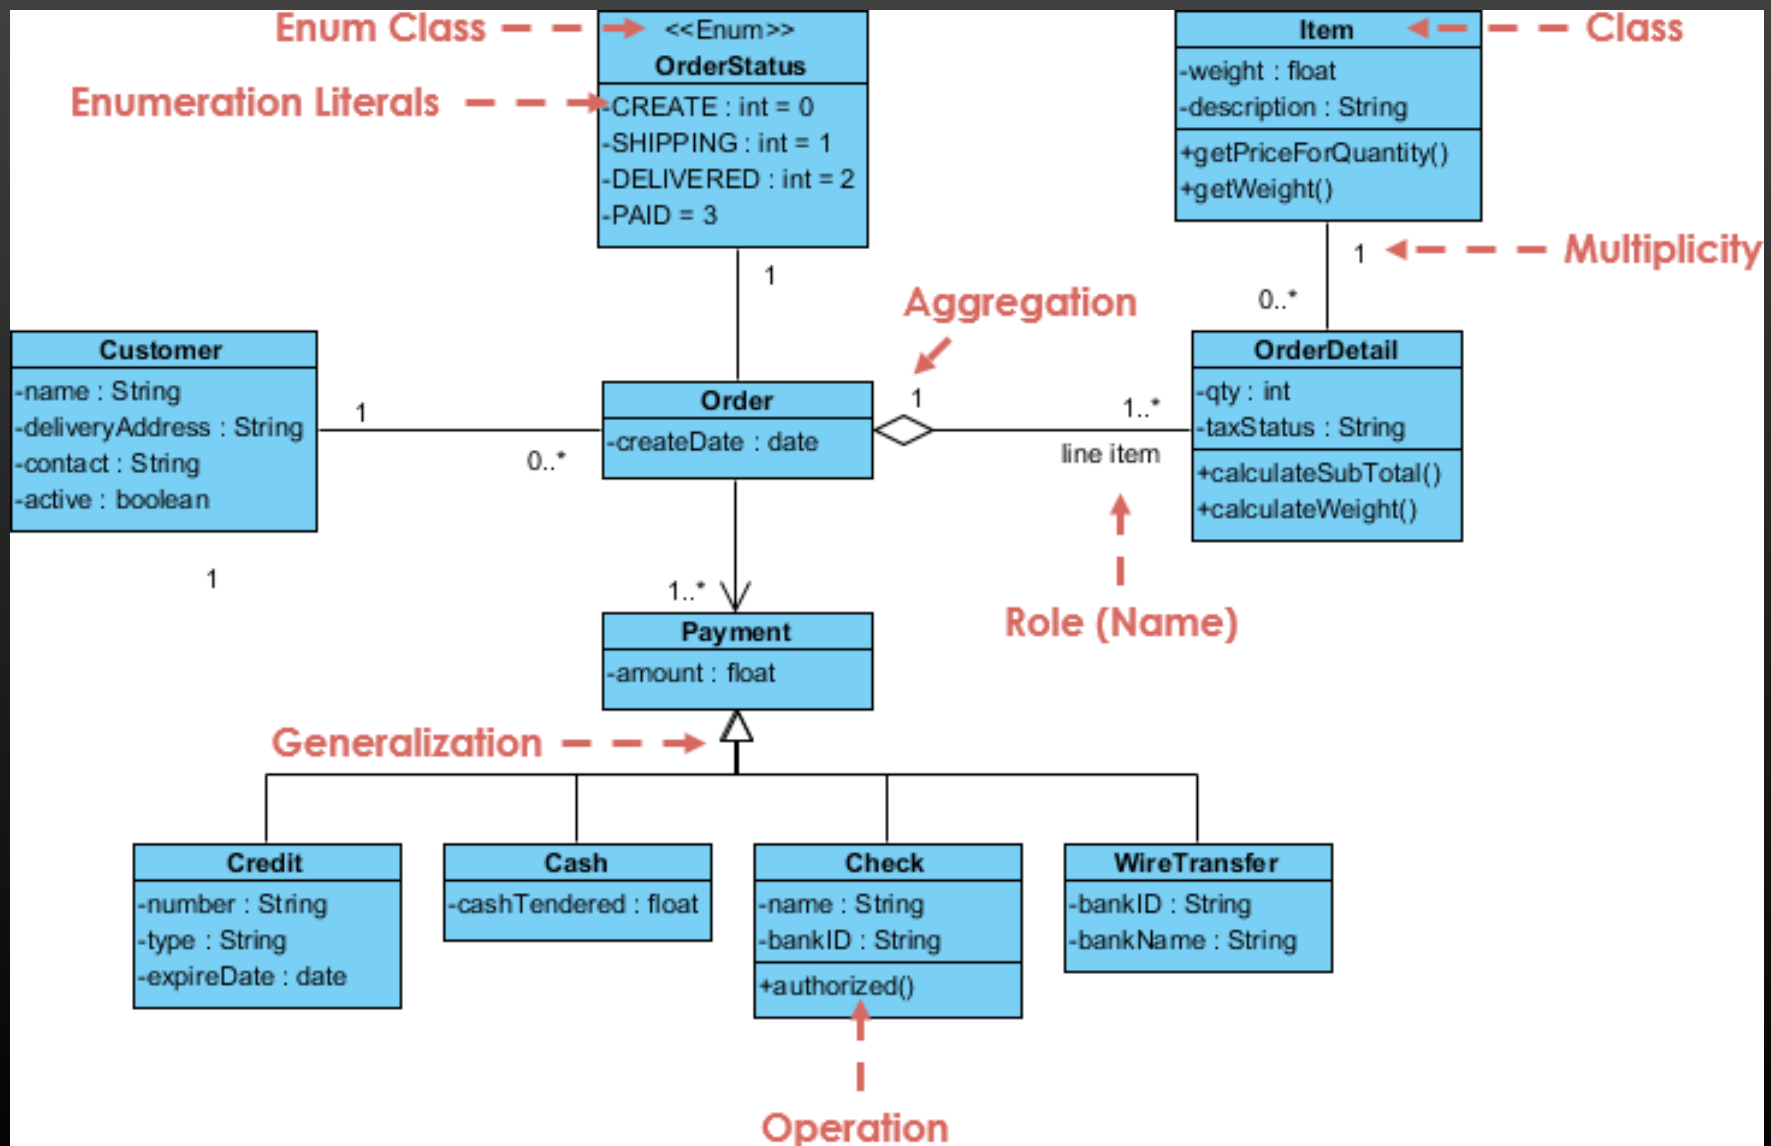 Enum Class
<<Enum>>
OrderStatus
Enumeration Literals
-CREATE : int = 0
-SHIPPING : int = 1
-DELIVERED : int = 2
-PAID = 3
1
Item
Class
-weight : float
-description : String
+getPriceForQuantity()
+getWeight()
1
Multiplicity
0..*
Aggregation
Customer
-name : String
-deliveryAddress : String
-contact : String
-active : boolean
1
0..*
1
Order
-createDate : date
1
1..*
line item
Role (Name)
OrderDetail
-qty : int
-taxStatus : String
+calculateSubTotal()
+calculateWeight()
1..*
Payment
-amount : float
Generalization
Credit
-number : String
-type : String
-expireDate : date
Cash
-cashTendered : float
Check
-name : String
-bankID : String
+authorized()
Operation
WireTransfer
-bankID : String
-bankName : String